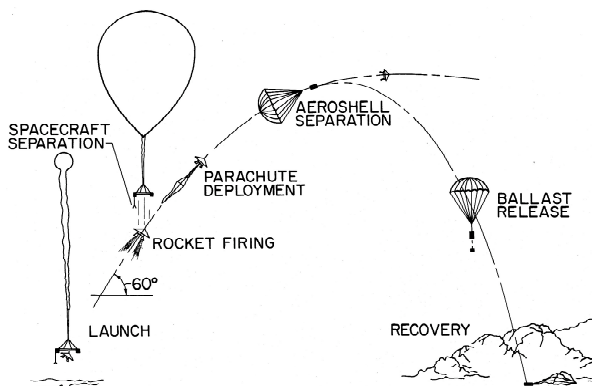 SPACECRAFT
SEPARATION
AEROSHELL
SEPARATION
PARACHUTE
DEPLOYMENT
BALLAST
RELEASE
ROCKET FIRING
60°
LAUNCH
RECOVERY